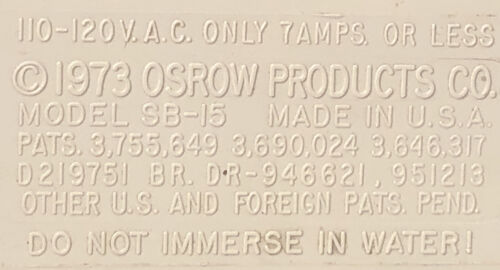 110-120V. A.C. ONLY 7AMPS. OR LESS
© 1973 OSROW PRODUCTS CO.
MODEL SB-15 MADE IN U.S.A.
PATS. 3,755,649 3,690,024 3,646,317
D219751 BR. DR-946621, 951213
OTHER U.S. AND FOREIGN PATS. PEND.
DO NOT IMMERSE IN WATER!